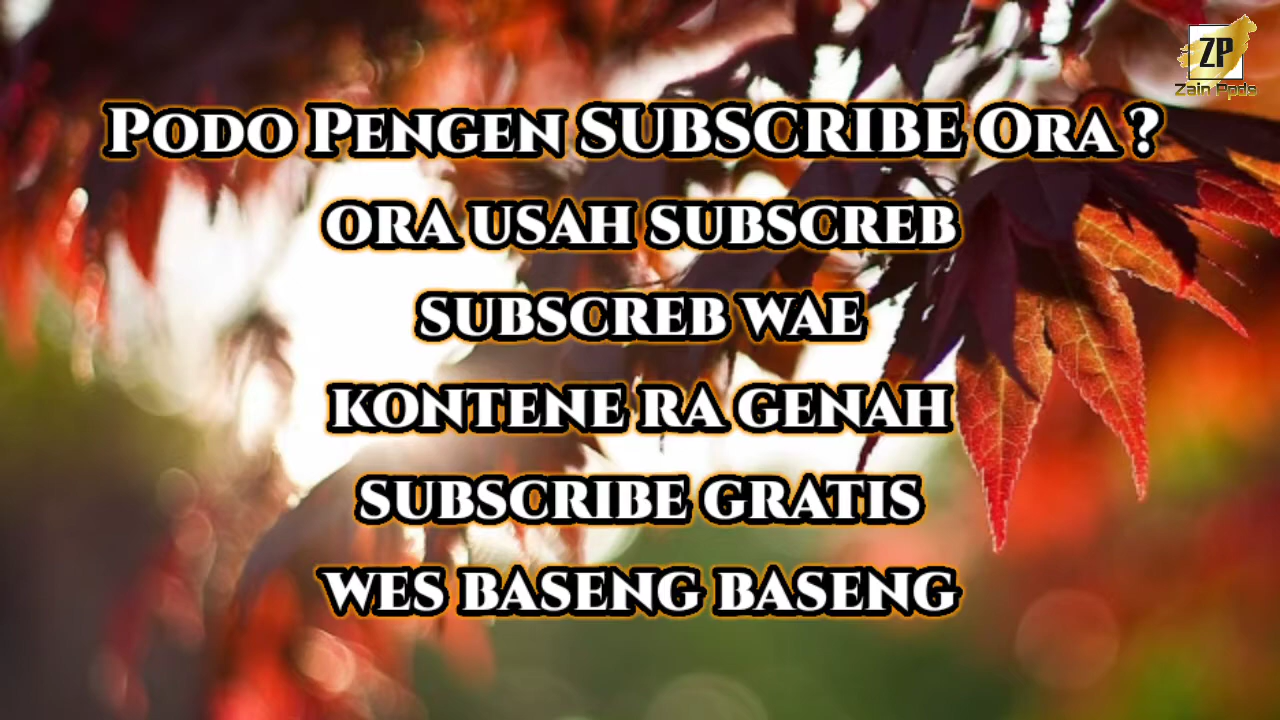 ZP
Zain Ppds
Podo Pengen SUBSCRIBE Ora ?
ORA USAH SUBSCREB
SUBSCREB WAE
KONTENE RA GENAH
SUBSCRIBE GRATIS
WES BASENG BASENG